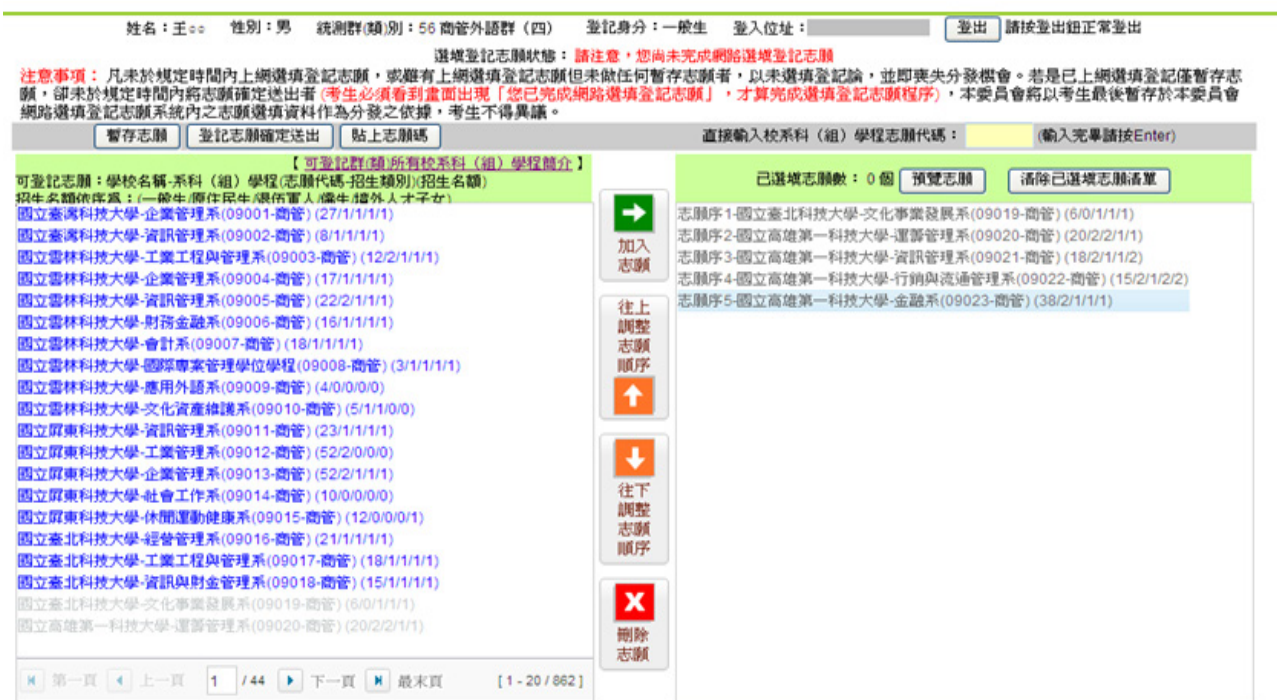 姓名：王○○ 性別：男 統測群(類)別：56 商管外語群（四） 登記身分：一般生 登入位址： 登出 請按登出鈕正常登出
選填登記志願狀態：請注意，您尚未完成網路選填登記志願
注意事項： 凡未於規定時間內上網選填登記志願，或雖有上網選填登記志願但未做任何暫存志願者，以未選填登記論，並即喪失分發機會。若是已上網選填登記僅暫存志
願，卻未於規定時間內將志願確定送出者 (考生必須看到畫面出現「您已完成網路選填登記志願」，才算完成選填登記志願程序) ，本委員會將以考生最後暫存於本委員會
網路選填登記志願系統內之志願選填資料作為分發之依據，考生不得異議。
暫存志願 登記志願確定送出 貼上志願碼 直接輸入校系科（組）學程志願代碼： (輸入完畢請按Enter)
【 可登記群(類)所有校系科（組）學程簡介 】
可登記志願：學校名稱-系科（組）學程(志願代碼-招生類別)(招生名額)
招生名額依序為：(一般生/原住民生/退伍軍人/僑生/境外人才子女)
國立臺灣科技大學-企業管理系(09001-商管) (27/1/1/1/1)
國立臺灣科技大學-資訊管理系(09002-商管) (8/1/1/1/1)
國立雲林科技大學-工業工程與管理系(09003-商管) (12/2/1/1/1)
國立雲林科技大學-企業管理系(09004-商管) (17/1/1/1/1)
國立雲林科技大學-資訊管理系(09005-商管) (22/2/1/1/1)
國立雲林科技大學-財務金融系(09006-商管) (16/1/1/1/1)
國立雲林科技大學-會計系(09007-商管) (18/1/1/1/1)
國立雲林科技大學-國際專案管理學位學程(09008-商管) (3/1/1/1/1)
國立雲林科技大學-應用外語系(09009-商管) (4/0/0/0/0)
國立雲林科技大學-文化資產維護系(09010-商管) (5/1/1/0/0)
國立屏東科技大學-資訊管理系(09011-商管) (23/1/1/1/1)
國立屏東科技大學-工業管理系(09012-商管) (52/2/0/0/0)
國立屏東科技大學-企業管理系(09013-商管) (52/2/1/1/1)
國立屏東科技大學-社會工作系(09014-商管) (10/0/0/0/0)
國立屏東科技大學-休閒運動健康系(09015-商管) (12/0/0/0/1)
國立臺北科技大學-經營管理系(09016-商管) (21/1/1/1/1)
國立臺北科技大學-工業工程與管理系(09017-商管) (18/1/1/1/1)
國立臺北科技大學-資訊與財金管理系(09018-商管) (15/1/1/1/1)
國立臺北科技大學-文化事業發展系(09019-商管) (6/0/1/1/1)
國立高雄第一科技大學-運籌管理系(09020-商管) (20/2/2/1/1)
第一頁 上一頁 1 / 44 下一頁 最末頁 [ 1 - 20 / 862 ]
加入
志願
往上
調整
志願
順序
往下
調整
志願
順序
刪除
志願
已選填志願數： 0 個 預覽志願 清除已選填志願清單
志願序1-國立臺北科技大學-文化事業發展系(09019-商管) (6/0/1/1/1)
志願序2-國立高雄第一科技大學-運籌管理系(09020-商管) (20/2/2/1/1)
志願序3-國立高雄第一科技大學-資訊管理系(09021-商管) (18/2/1/1/2)
志願序4-國立高雄第一科技大學-行銷與流通管理系(09022-商管) (15/2/1/2/2)
志願序5-國立高雄第一科技大學-金融系(09023-商管) (38/2/1/1/1)